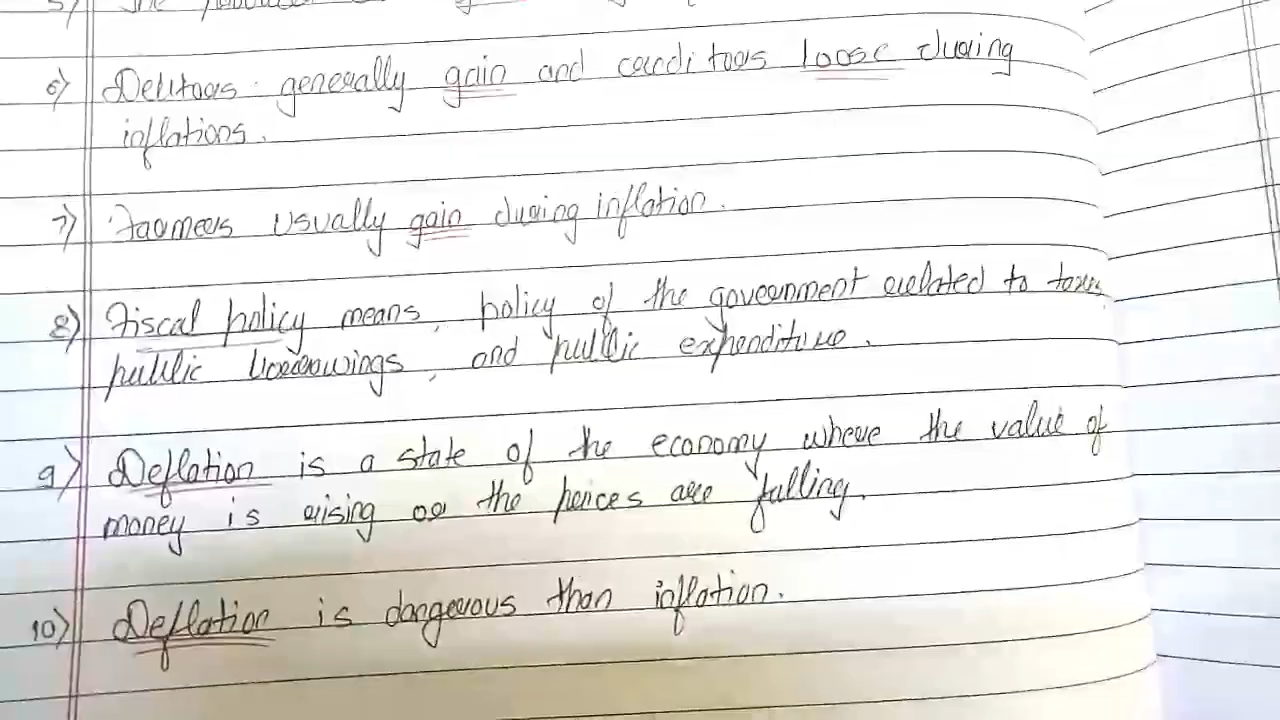 6) Debtors generally gain and creditors loose during
inflations.
7) Farmers usually gain during inflation.
8) Fiscal policy means, policy of the government related to taxes,
public borrowings, and public expenditure.
9) Deflation is a state of the economy where the value of
money is rising or the prices are falling.
10) Deflation is dangerous than inflation.